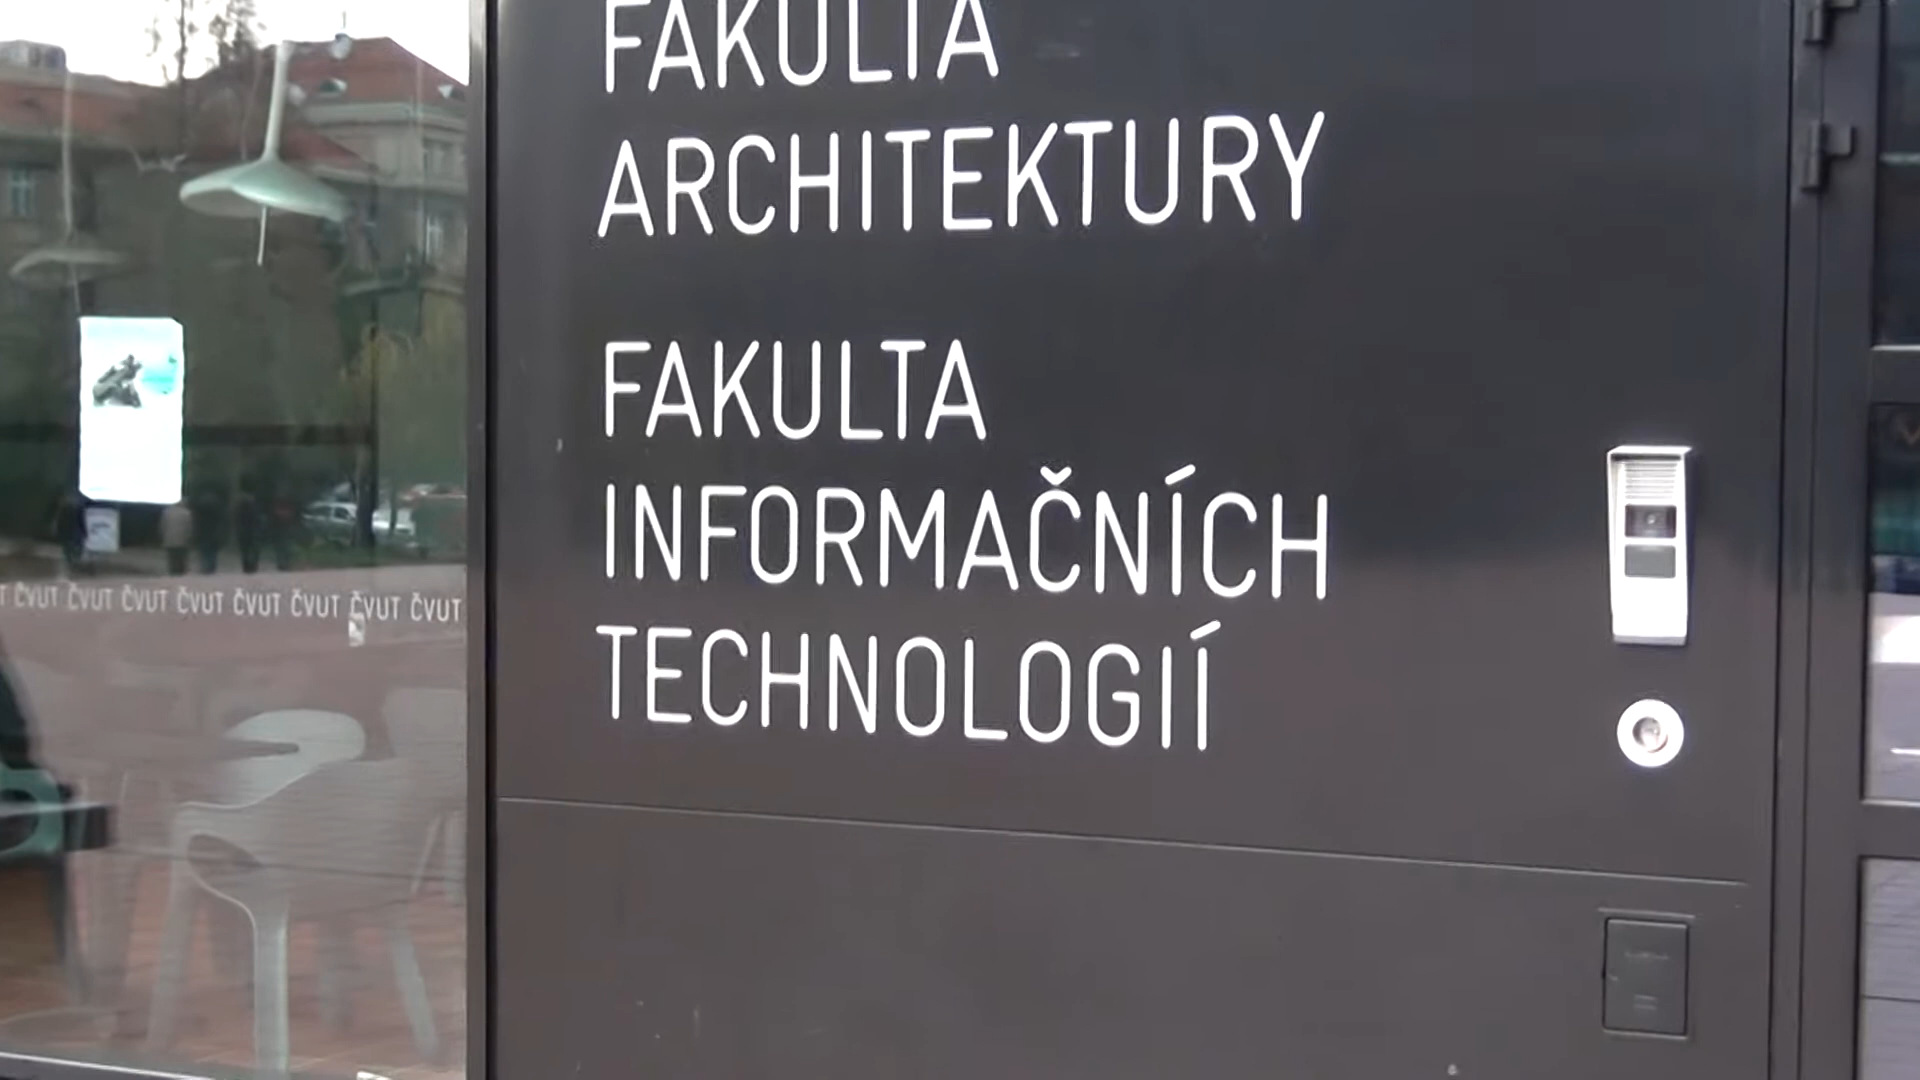 FAKULTA
ARCHITEKTURY
FAKULTA
INFORMAČNÍCH
TECHNOLOGIÍ
ČVUT ČVUT ČVUT ČVUT ČVUT ČVUT ČVUT ČVUT